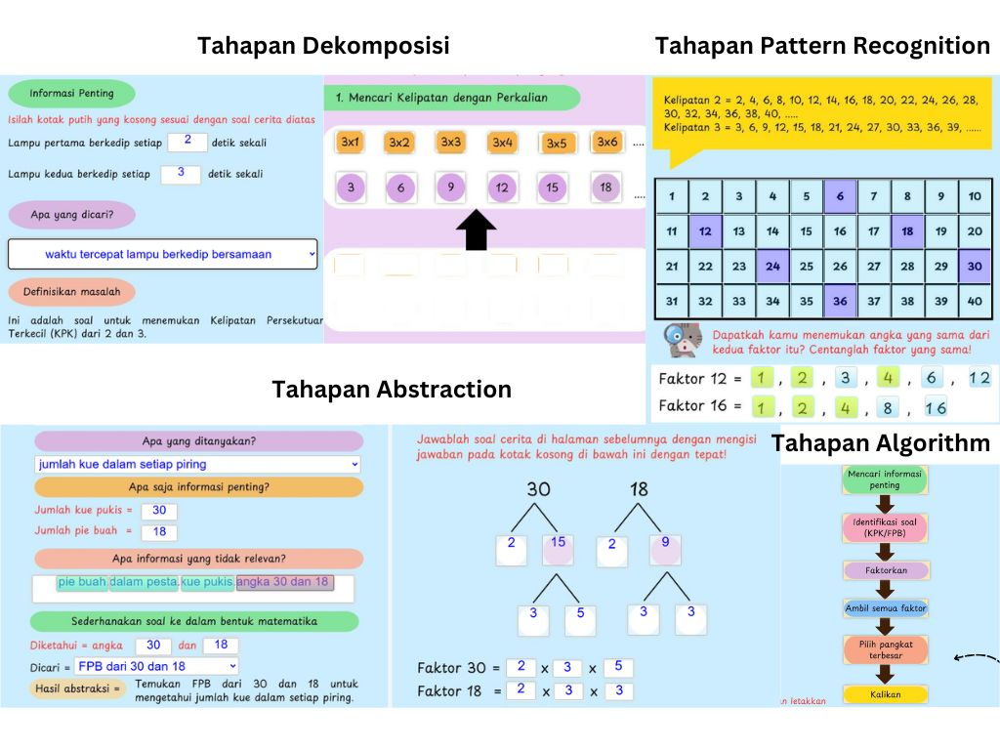 Tahapan Dekomposisi
Informasi Penting
Isilah kotak putih yang kosong sesuai dengan soal cerita diatas
Lampu pertama berkedip setiap 2 detik sekali
Lampu kedua berkedip setiap 3 detik sekali
Apa yang dicari?
waktu tercepat lampu berkedip bersamaan
Definisikan masalah
Ini adalah soal untuk menemukan Kelipatan Persekutuan
Terkecil (KPK) dari 2 dan 3.
1. Mencari Kelipatan dengan Perkalian
3x1 3x2 3x3 3x4 3x5 3x6 ....
3 6 9 12 15 18 ....
Tahapan Pattern Recognition
Kelipatan 2 = 2, 4, 6, 8, 10, 12, 14, 16, 18, 20, 22, 24, 26, 28,
30, 32, 34, 36, 38, 40, .....
Kelipatan 3 = 3, 6, 9, 12, 15, 18, 21, 24, 27, 30, 33, 36, 39, ......
1 2 3 4 5 6 7 8 9 10
11 12 13 14 15 16 17 18 19 20
21 22 23 24 25 26 27 28 29 30
31 32 33 34 35 36 37 38 39 40
Dapatkah kamu menemukan angka yang sama dari
kedua faktor itu? Centanglah faktor yang sama!
Faktor 12 = 1 , 2 , 3 , 4 , 6 , 12
Faktor 16 = 1 , 2 , 4 , 8 , 16
Tahapan Abstraction
Apa yang ditanyakan?
jumlah kue dalam setiap piring
Apa saja informasi penting?
Jumlah kue pukis = 30
Jumlah pie buah = 18
Apa informasi yang tidak relevan?
pie buah dalam pesta, kue pukis, angka 30 dan 18
Sederhanakan soal ke dalam bentuk matematika
Diketahui = angka 30 dan 18
Dicari = FPB dari 30 dan 18
Hasil abstraksi = Temukan FPB dari 30 dan 18 untuk
mengetahui jumlah kue dalam setiap piring.
Jawablah soal cerita di halaman sebelumnya dengan mengisi
jawaban pada kotak kosong di bawah ini dengan tepat!
30 18
2 15 2 9
3 5 3 3
Faktor 30 = 2 x 3 x 5
Faktor 18 = 2 x 3 x 3
Tahapan Algorithm
Mencari informasi
penting
Identifikasi soal
(KPK/FPB)
Faktorkan
Ambil semua faktor
Pilih pangkat
terbesar
Kalikan
letakkan